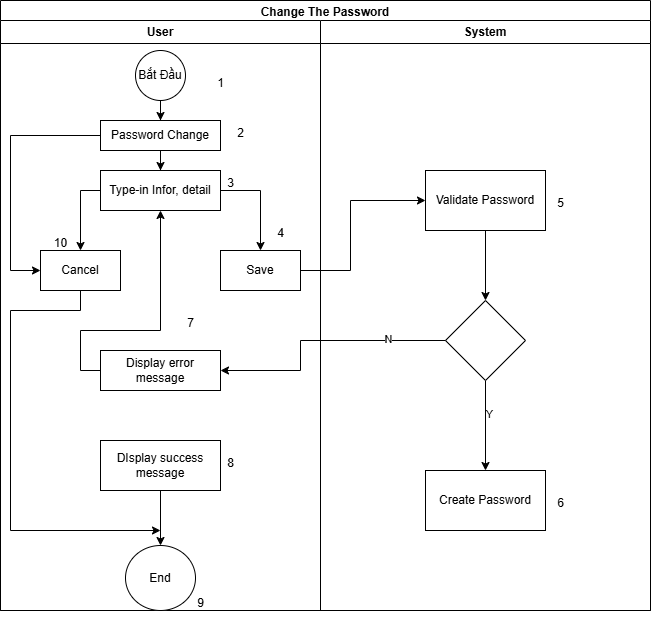 Change The Password
User
System
Bắt Đầu
1
Password Change
2
Type-in Infor, detail
3
Validate Password
5
4
10
Cancel
Save
7
N
Display error
message
Y
DIsplay success
message
8
Create Password
6
End
9